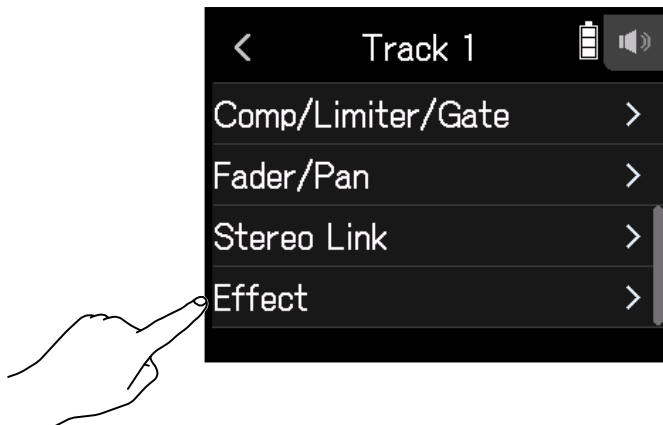 Track 1
Comp/Limiter/Gate
Fader/Pan
Stereo Link
Effect